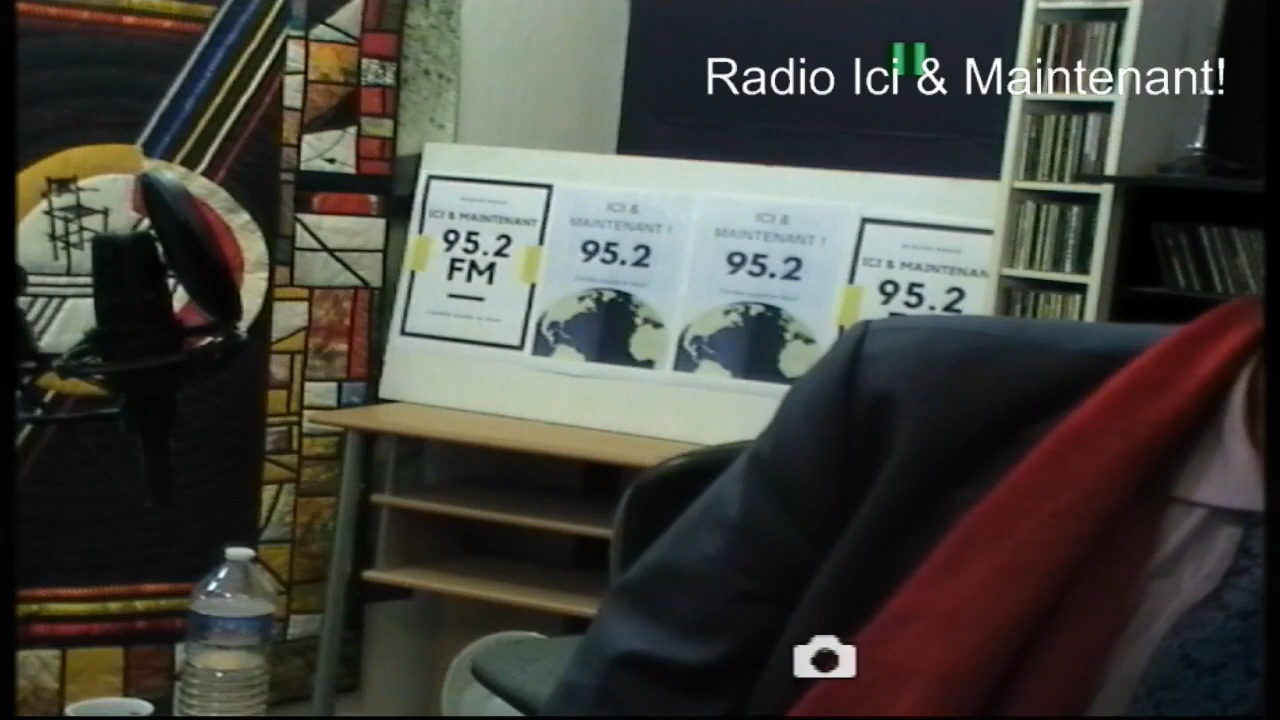 Radio Ici & Maintenant!
ICI & MAINTENANT
95.2
FM
ICI &
MAINTENANT !
95.2
ICI &
MAINTENANT !
95.2
ICI & MAINTENAN
95.2